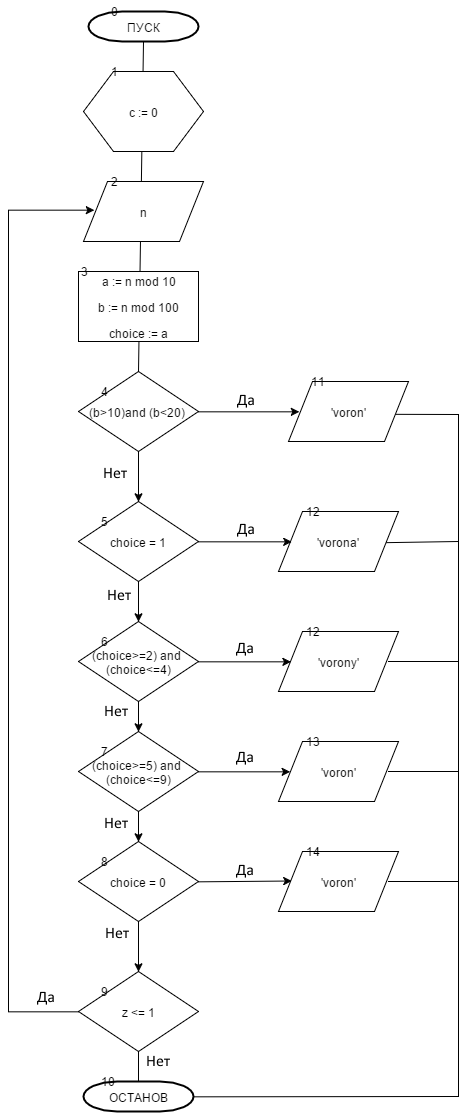 0
ПУСК
1
c := 0
2
n
3
a := n mod 10
b := n mod 100
choice := a
4
(b>10)and (b<20)
Да
11
'voron'
Нет
5
choice = 1
Да
12
'vorona'
Нет
6
(choice>=2) and
(choice<=4)
Да
12
'vorony'
Нет
7
(choice>=5) and
(choice<=9)
Да
13
'voron'
Нет
8
choice = 0
Да
14
'voron'
Нет
9
z <= 1
Да
Нет
10
ОСТАНОВ